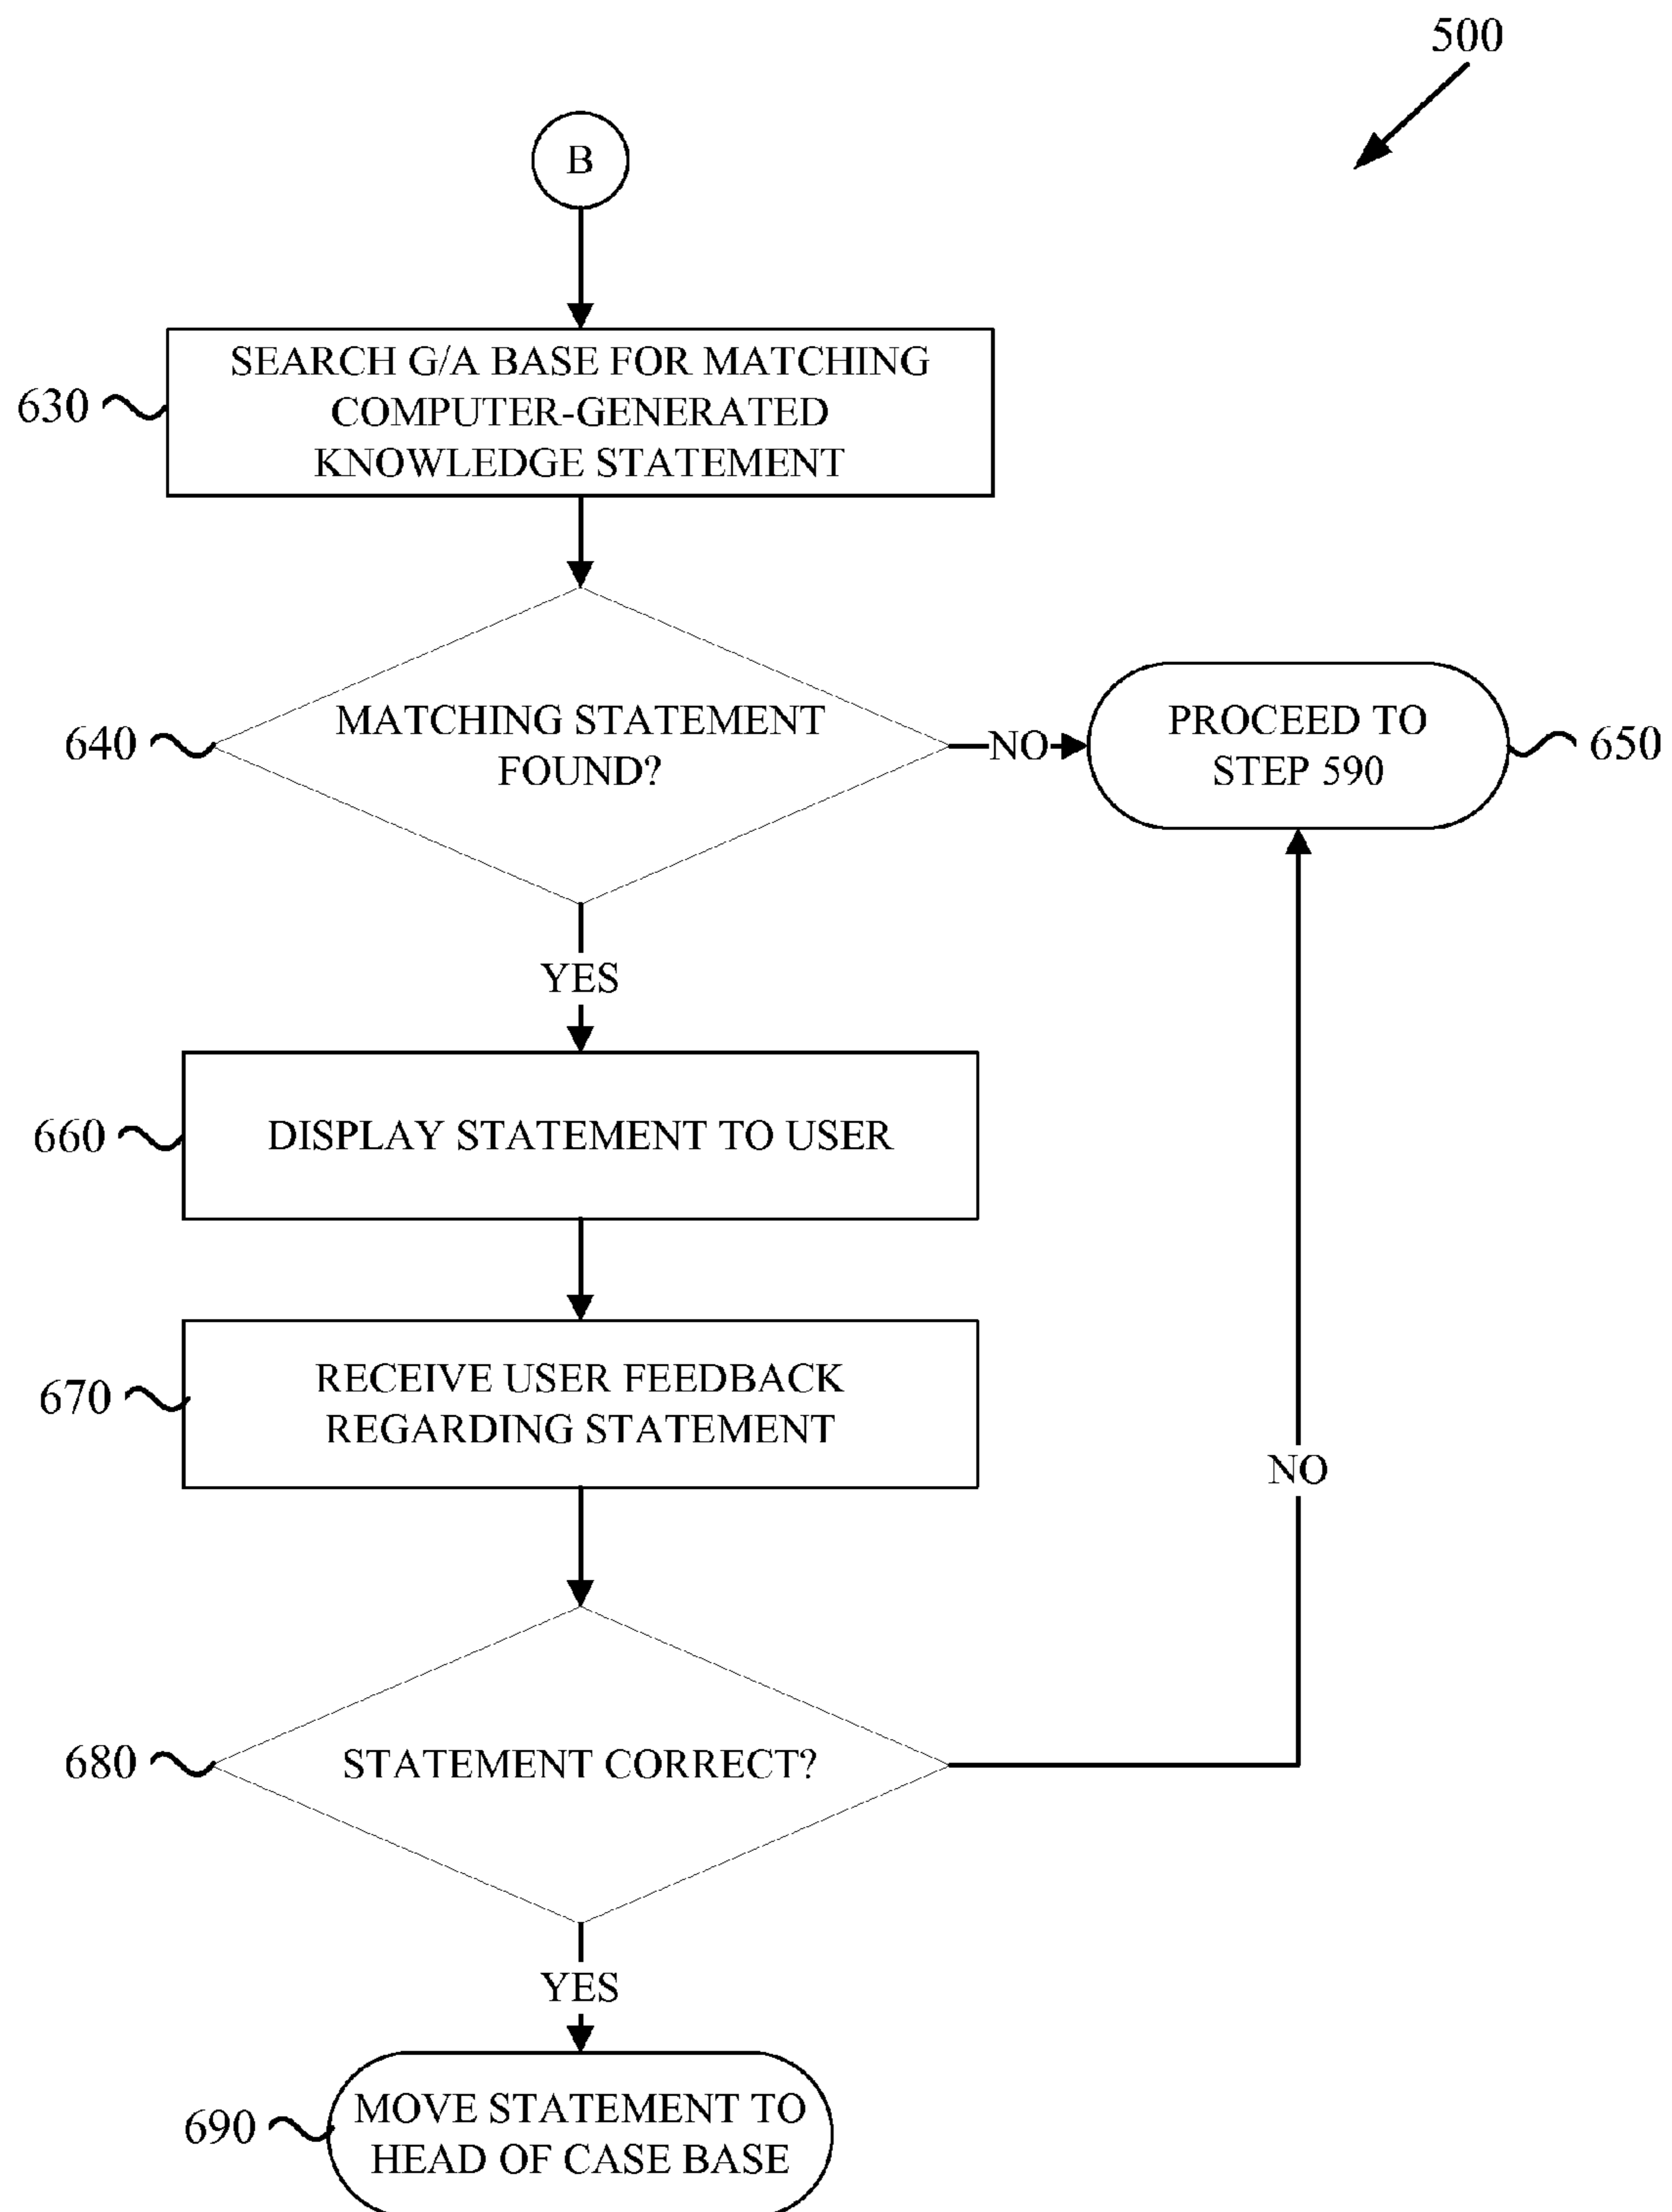 500
B
630
SEARCH G/A BASE FOR MATCHING
COMPUTER-GENERATED
KNOWLEDGE STATEMENT
640
MATCHING STATEMENT
FOUND?
NO
PROCEED TO
STEP 590
650
YES
660
DISPLAY STATEMENT TO USER
670
RECEIVE USER FEEDBACK
REGARDING STATEMENT
NO
680
STATEMENT CORRECT?
YES
690
MOVE STATEMENT TO
HEAD OF CASE BASE